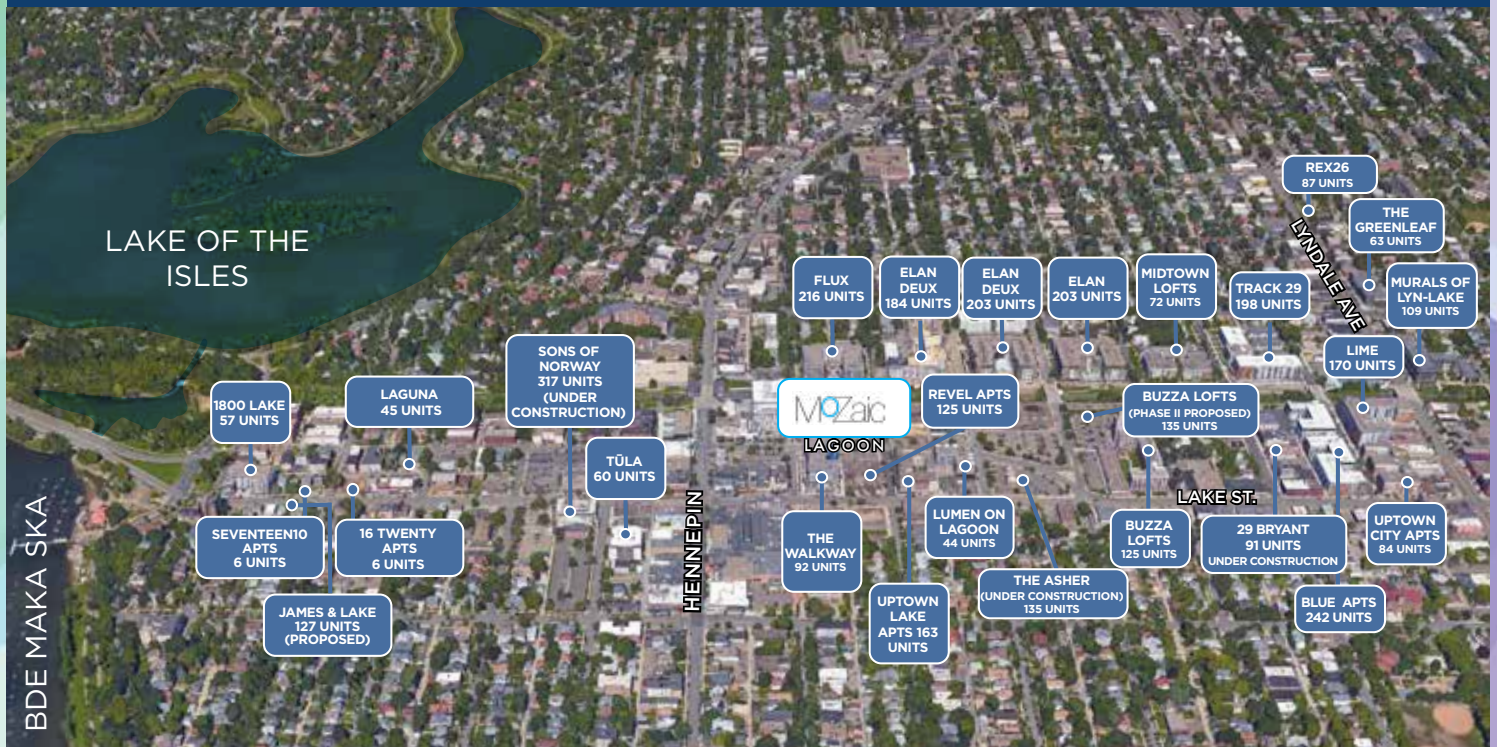 REX26
87 UNITS
THE
GREENLEAF
63 UNITS
LYNDALE AVE
LAKE OF THE
ISLES
FLUX
216 UNITS
ELAN
DEUX
184 UNITS
ELAN
DEUX
203 UNITS
ELAN
203 UNITS
MIDTOWN
LOFTS
72 UNITS
TRACK 29
198 UNITS
MURALS OF
LYN-LAKE
109 UNITS
SONS OF
NORWAY
317 UNITS
(UNDER
CONSTRUCTION)
LIME
170 UNITS
1800 LAKE
57 UNITS
LAGUNA
45 UNITS
MOZaic
LAGOON
REVEL APTS
125 UNITS
BUZZA LOFTS
(PHASE II PROPOSED)
135 UNITS
TŪLA
60 UNITS
HENNEPIN
LAKE ST.
BDE MAKA SKA
SEVENTEEN10
APTS
6 UNITS
16 TWENTY
APTS
6 UNITS
THE
WALKWAY
92 UNITS
LUMEN ON
LAGOON
44 UNITS
BUZZA
LOFTS
125 UNITS
29 BRYANT
91 UNITS
UNDER CONSTRUCTION
UPTOWN
CITY APTS
84 UNITS
JAMES & LAKE
127 UNITS
(PROPOSED)
UPTOWN
LAKE
APTS 163
UNITS
THE ASHER
(UNDER CONSTRUCTION)
135 UNITS
BLUE APTS
242 UNITS